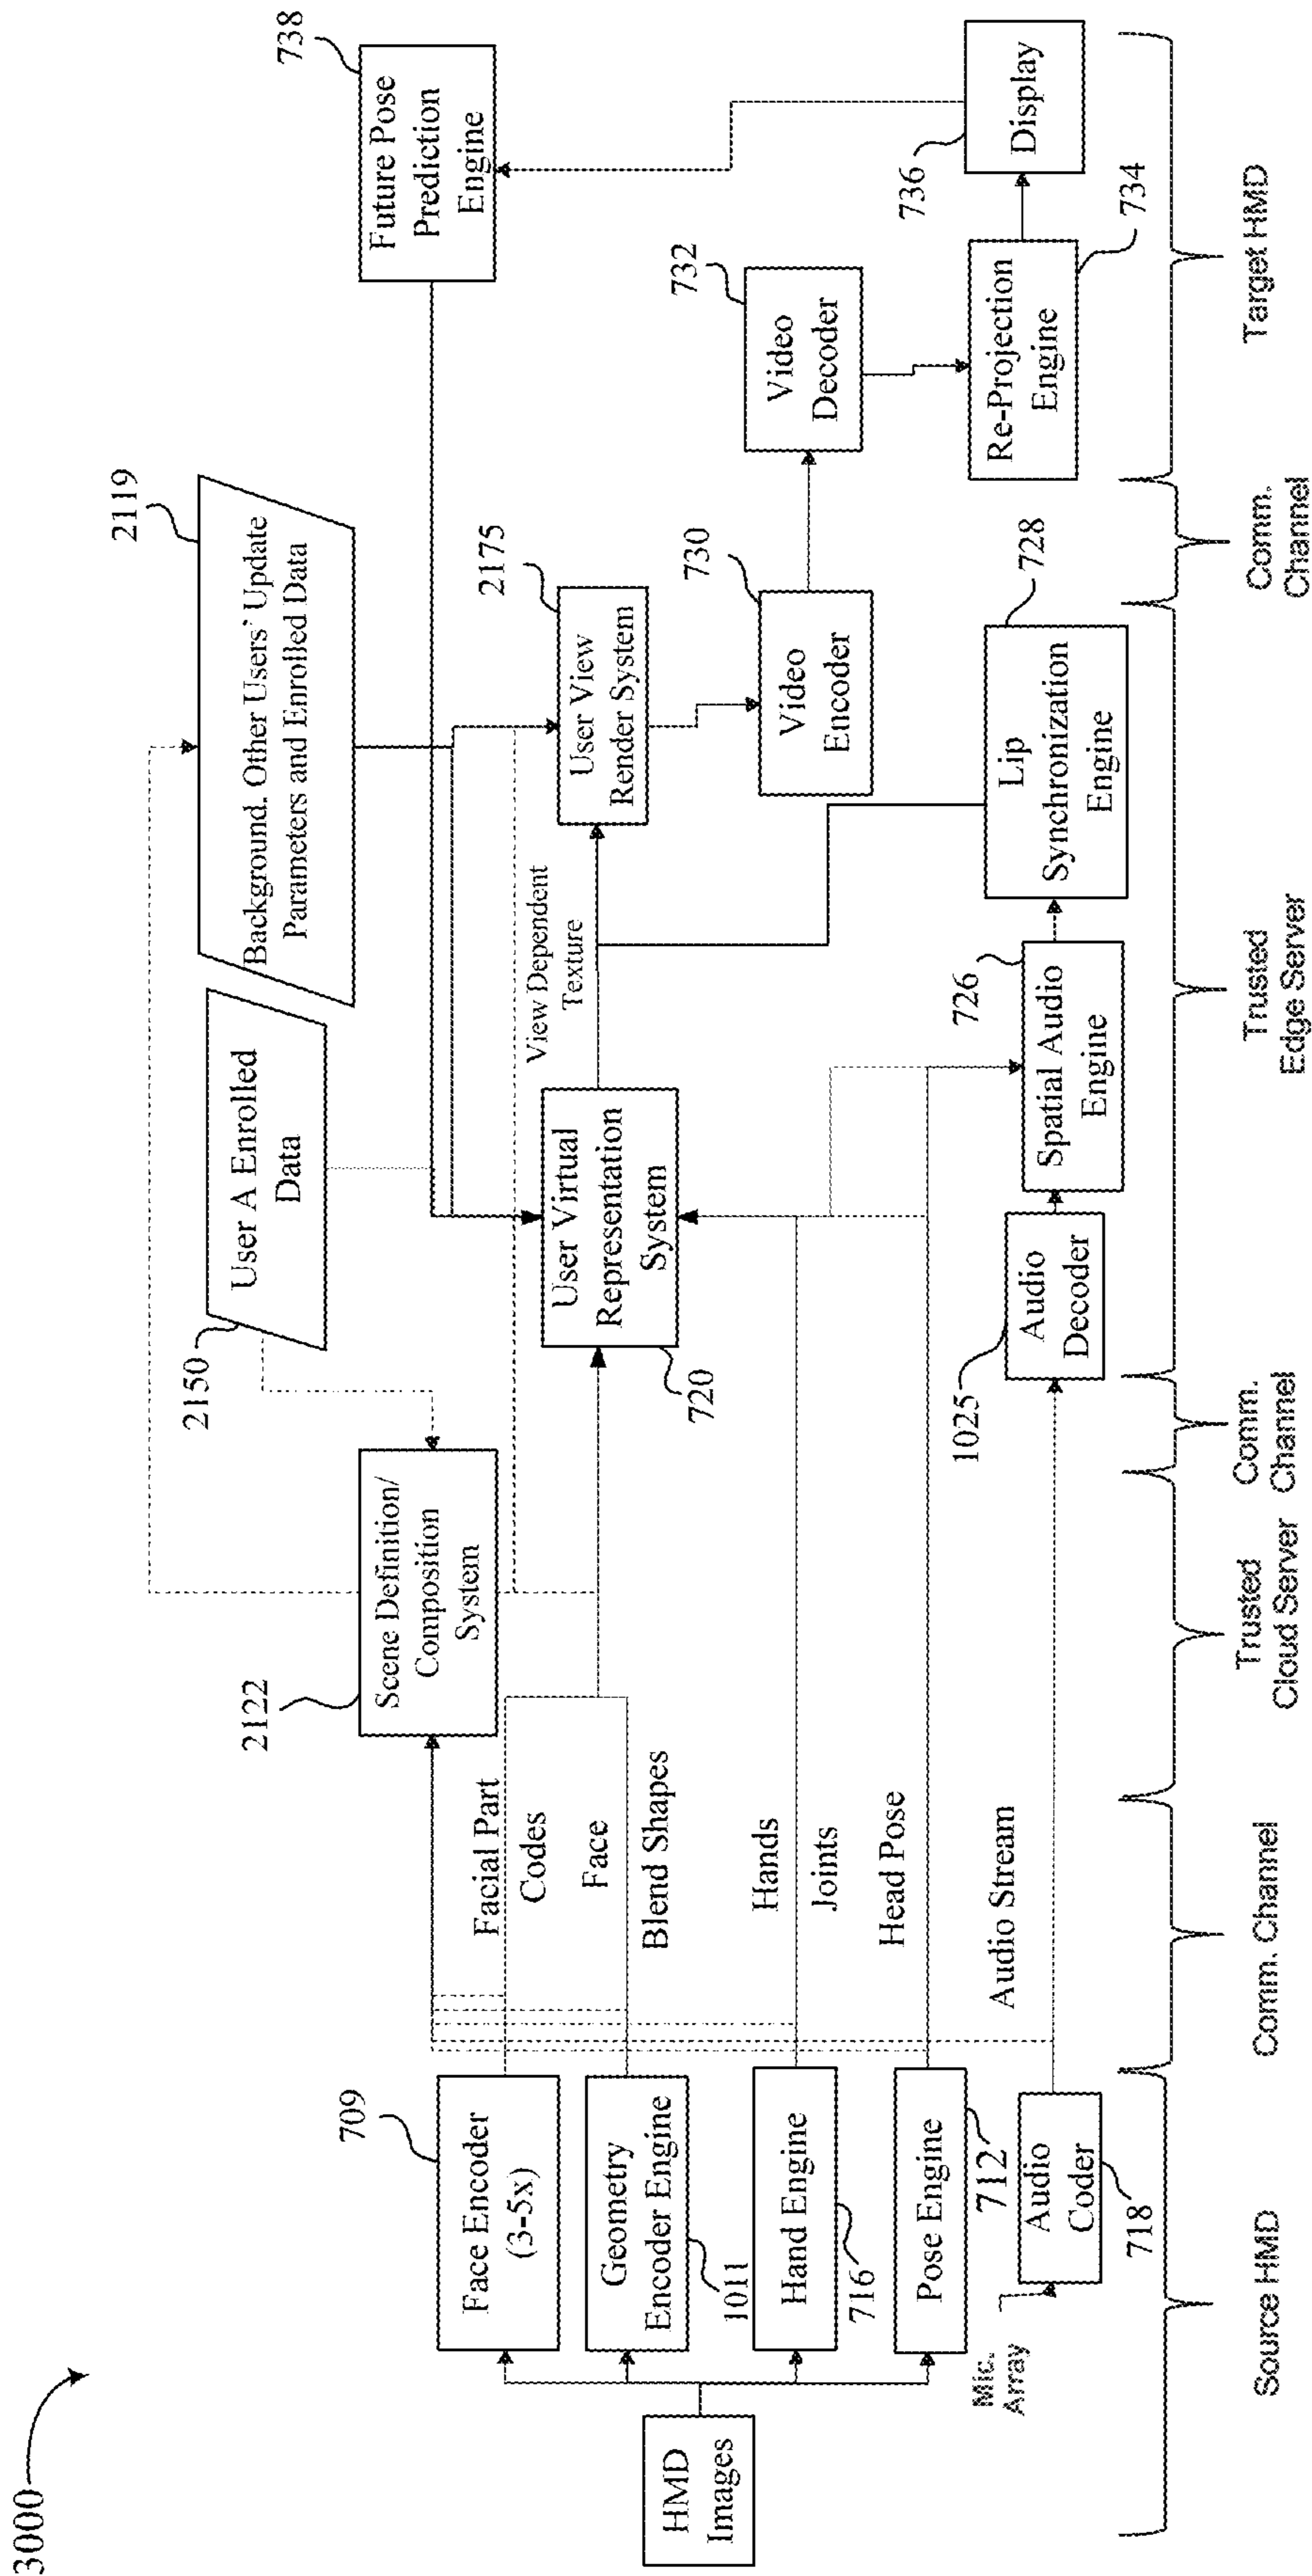 3000
HMD
Images
709
Face Encoder
(3-5x)
Geometry
Encoder Engine
1011
Hand Engine
716
Pose Engine
712
Mic.
Array
Audio
Coder
718
Facial Part
Codes
Face
Blend Shapes
Hands
Joints
Head Pose
Audio Stream
2122
Scene Definition/
Composition
System
2150
User A Enrolled
Data
2119
Background, Other Users' Update
Parameters and Enrolled Data
User Virtual
Representation
System
720
View Dependent
Texture
1025
Audio
Decoder
726
Spatial Audio
Engine
Lip
Synchronization
Engine
728
2175
User View
Render System
730
Video
Encoder
732
Video
Decoder
Re-Projection
Engine
734
736
Display
738
Future Pose
Prediction
Engine
Source HMD
Comm. Channel
Trusted
Cloud Server
Comm.
Channel
Trusted
Edge Server
Comm.
Channel
Target HMD